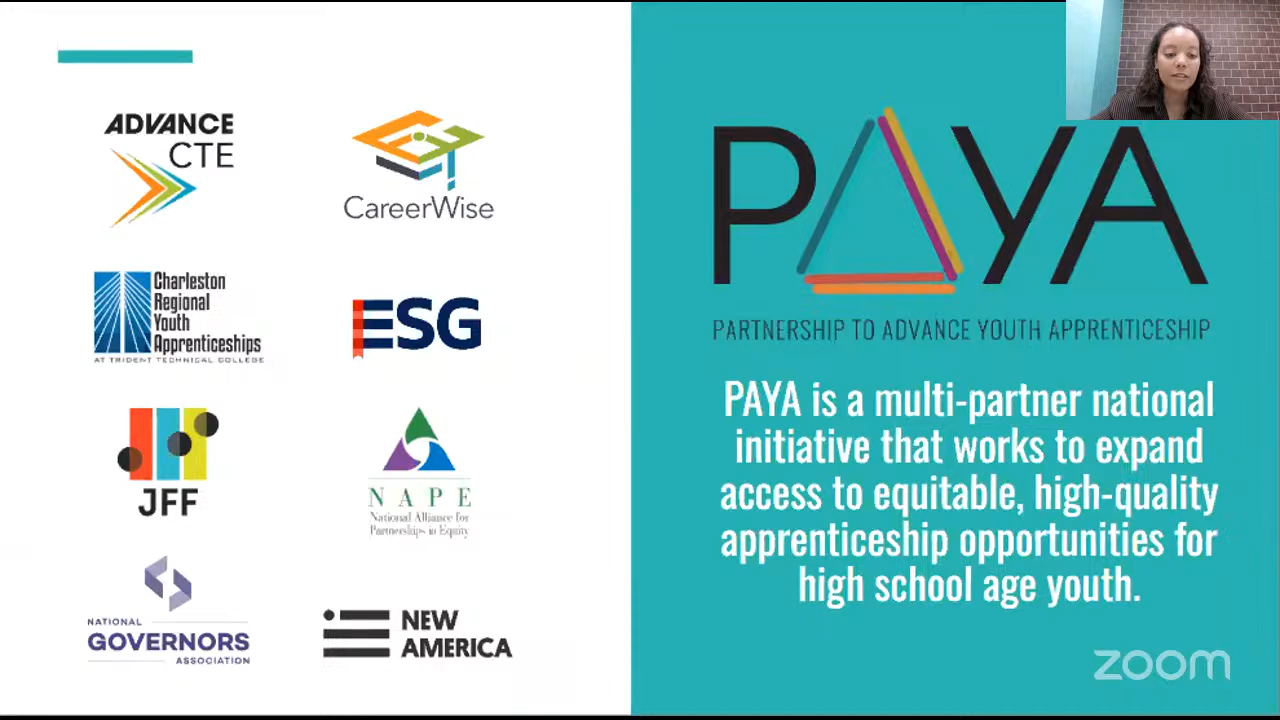 ADVANCE
CTE
CareerWise
Charleston
Regional
Youth
Apprenticeships
AT TRIDENT TECHNICAL COLLEGE
ESG
JFF
NAPE
National Alliance for
Partnerships in Equity
NATIONAL
GOVERNORS
ASSOCIATION
NEW
AMERICA
PAYA
PARTNERSHIP TO ADVANCE YOUTH APPRENTICESHIP
PAYA is a multi-partner national
initiative that works to expand
access to equitable, high-quality
apprenticeship opportunities for
high school age youth.
zoom